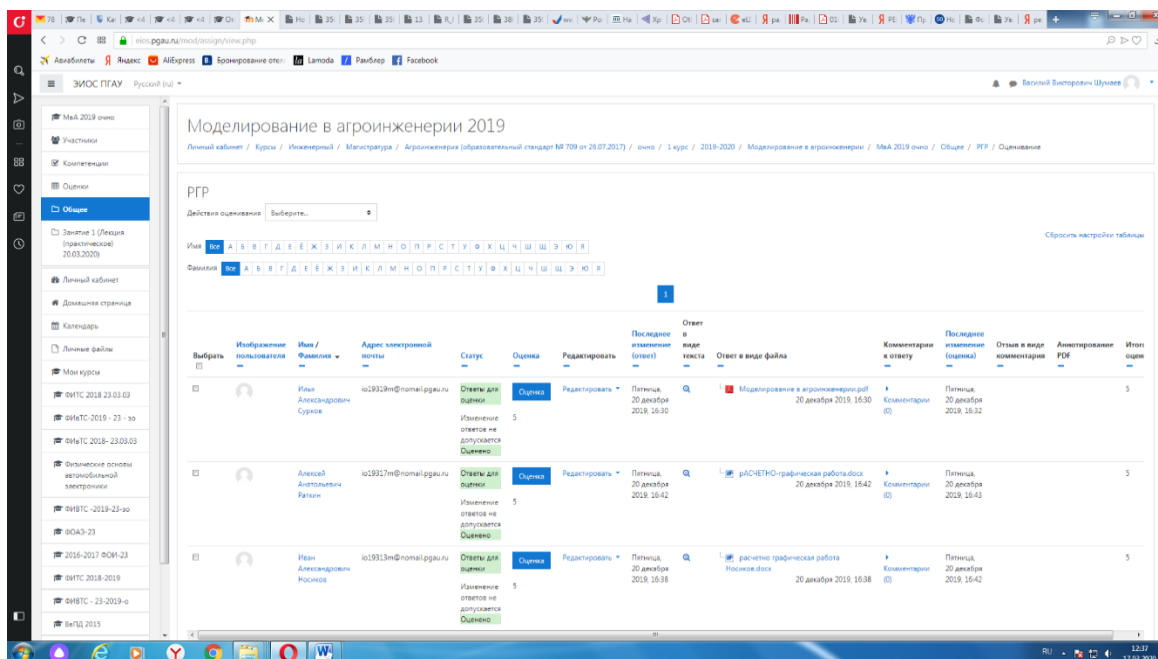 eios.pgau.ru/mod/assign/view.php
Авиабилеты Яндекс AliExpress Lamoda Рамблер Facebook
ЭИОС ПГАУ Русский (ru)
Василий Викторович Шумаев
МвА 2019 очно
Участники
Компетенции
Оценки
Общее
Занятие 1 (Лекция
(практическое)
20.03.2020)
Личный кабинет
Домашняя страница
Календарь
Личные файлы
Мои курсы
ФИТС 2018 23.03.03
ФИвТС-2019 - 23 - зо
ФИвТС 2018- 23.03.03
Физические основы
автомобильной
электроники
ФИВТС -2019-23-зо
ФОАЭ-23
2016-2017 ФОИ-23
ФИТС 2018-2019
ФИВТС - 23-2019-о
ВеПД 2015
Моделирование в агроинженерии 2019
Личный кабинет / Курсы / Инженерный / Магистратура / Агроинженерия (образовательный стандарт № 709 от 26.07.2017) / очно / 1 курс / 2019-2020 / Моделирование в агроинженерии / МвА 2019 очно / Общее / РГР / Оценивание
РГР
Действия оценивания Выберите...
Сбросить настройки таблицы
Имя Все А Б В Г Д Е Ё Ж З И К Л М Н О П Р С Т У Ф Х Ц Ч Ш Щ Э Ю Я
Фамилия Все А Б В Г Д Е Ё Ж З И К Л М Н О П Р С Т У Ф Х Ц Ч Ш Щ Э Ю Я
1
Выбрать
Изображение
пользователя
Имя /
Фамилия
Адрес электронной
почты
Статус
Оценка
Редактировать
Последнее
изменение
(ответ)
Ответ
в
виде
текста
Ответ в виде файла
Комментарии
к ответу
Последнее
изменение
(оценка)
Отзыв в виде
комментария
Аннотирование
PDF
Илья
Александрович
Сурков
io19319m@nomail.pgau.ru
Ответы для
оценки
Изменение
ответов не
допускается
Оценено
Оценка
5
Редактировать
Пятница,
20 декабря
2019, 16:30
Моделирование в агроинженерии.pdf
20 декабря 2019, 16:30
Комментарии
(0)
Пятница,
20 декабря
2019, 16:32
5
Алексей
Анатольевич
Раткин
io19317m@nomail.pgau.ru
Ответы для
оценки
Изменение
ответов не
допускается
Оценено
Оценка
5
Редактировать
Пятница,
20 декабря
2019, 16:42
рАСЧЕТНО-графическая работа.docx
20 декабря 2019, 16:42
Комментарии
(0)
Пятница,
20 декабря
2019, 16:43
5
Иван
Александрович
Носиков
io19313m@nomail.pgau.ru
Ответы для
оценки
Изменение
ответов не
допускается
Оценено
Оценка
5
Редактировать
Пятница,
20 декабря
2019, 16:38
расчетно графическая работа
Носиков.docx
20 декабря 2019, 16:38
Комментарии
(0)
Пятница,
20 декабря
2019, 16:42
5
RU
12:37
17.03.2020